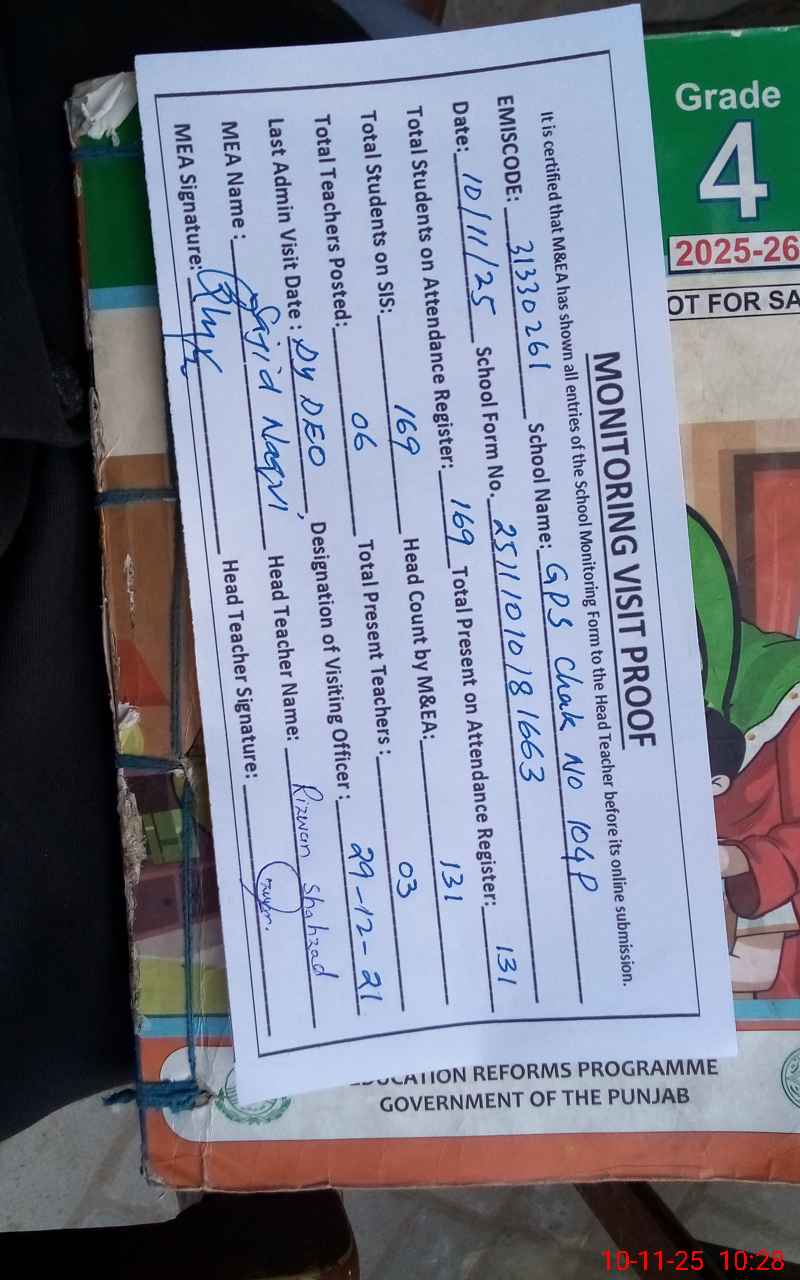 MONITORING VISIT PROOF
It is certified that M&EA has shown all entries of the School Monitoring Form to the Head Teacher before its online submission.
EMISCODE: 31330261 School Name: GPS Chak No 104P
Date: 10/11/25 School Form No. 25111010181663
Total Students on Attendance Register: 169 Total Present on Attendance Register: 131
Total Students on SIS: 169 Head Count by M&EA: 131
Total Teachers Posted: 06 Total Present Teachers: 03
Last Admin Visit Date: Dy DEO, Designation of Visiting Officer: 29-12-21
MEA Name: Sajid Naqvi Head Teacher Name: Rizwan Shahzad
MEA Signature: Head Teacher Signature:
Grade
4
2025-26
OT FOR SA
EDUCATION REFORMS PROGRAMME
GOVERNMENT OF THE PUNJAB
10-11-25 10:28